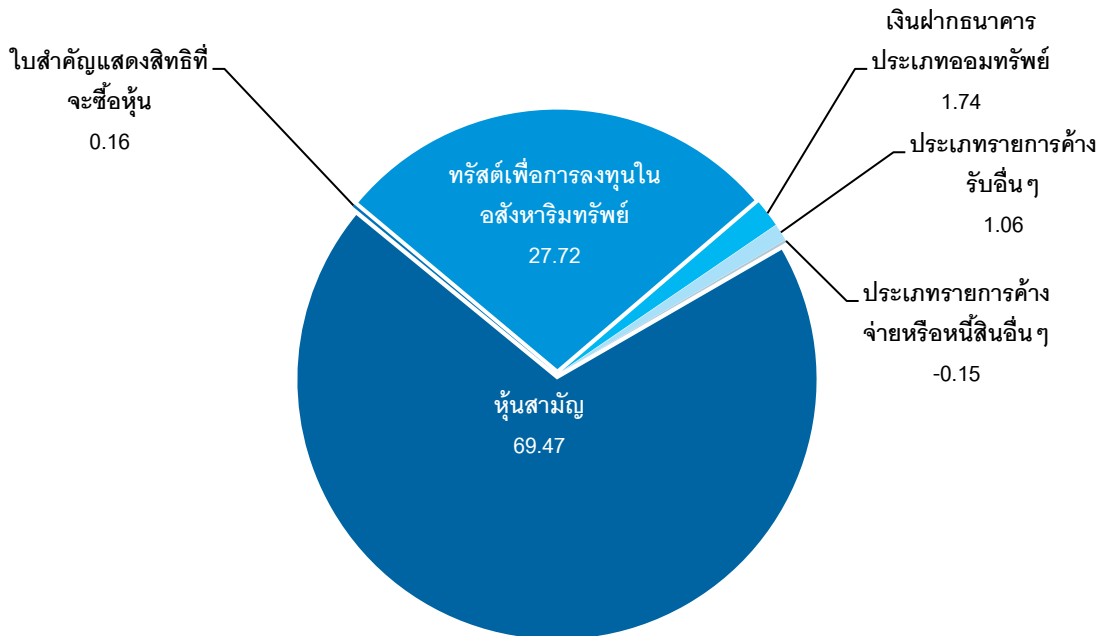 ใบสำคัญแสดงสิทธิที่
จะซื้อหุ้น
0.16
ทรัสต์เพื่อการลงทุนใน
อสังหาริมทรัพย์
27.72
เงินฝากธนาคาร
ประเภทออมทรัพย์
1.74
ประเภทรายการค้าง
รับอื่นๆ
1.06
ประเภทรายการค้าง
จ่ายหรือหนี้สินอื่นๆ
-0.15
หุ้นสามัญ
69.47